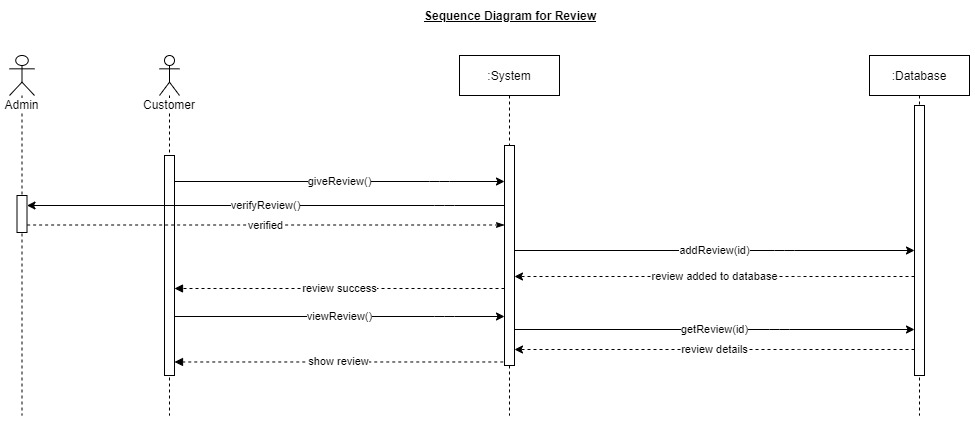 Sequence Diagram for Review
Admin
Customer
:System
:Database
giveReview()
verifyReview()
verified
addReview(id)
review added to database
review success
viewReview()
getReview(id)
review details
show review